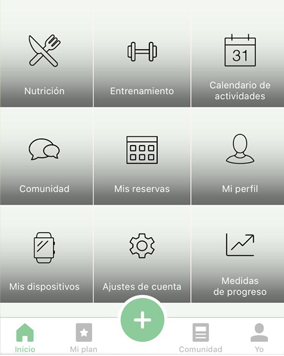 Nutrición
Entrenamiento
31
Calendario de
actividades
Comunidad
Mis reservas
Mi perfil
Mis dispositivos
Ajustes de cuenta
Medidas
de progreso
Inicio
Mi plan
+
Comunidad
Yo